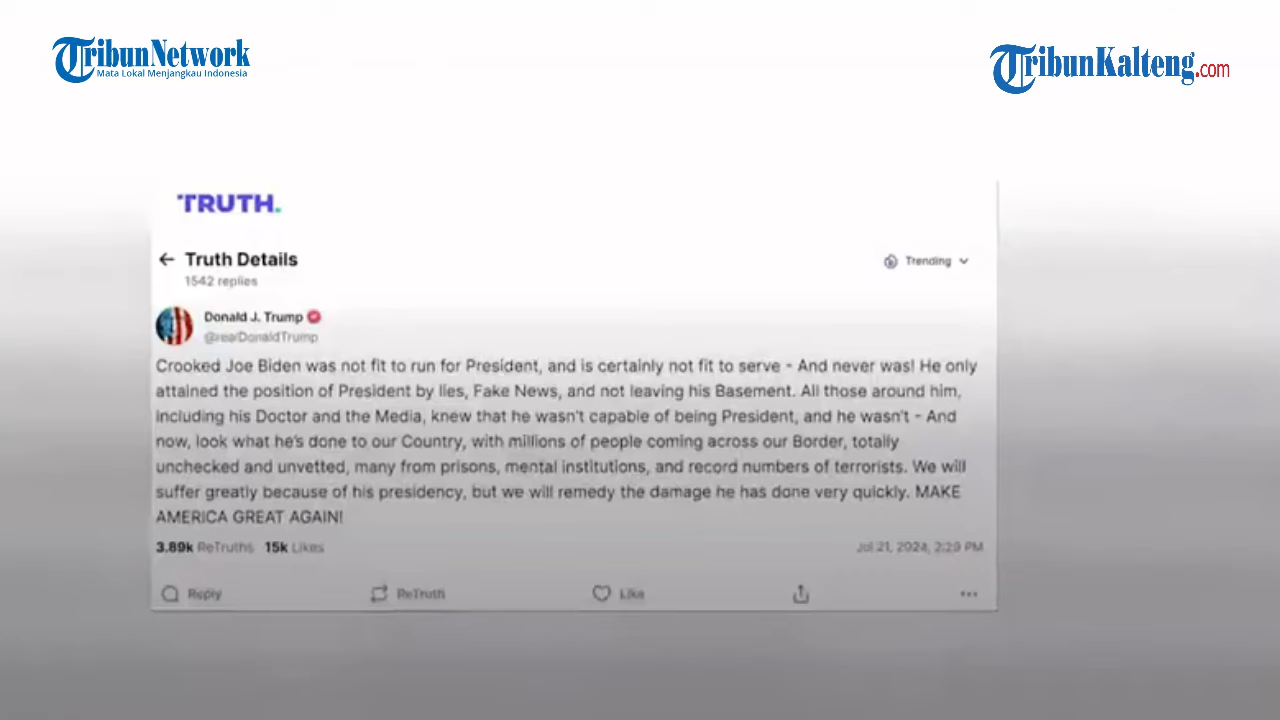 TribunNetwork
Mata Lokal Menjangkau Indonesia
TribunKalteng.com
TRUTH.
Truth Details
Trending
1542 replies
Donald J. Trump
@realDonaldTrump
Crooked Joe Biden was not fit to run for President, and is certainly not fit to serve - And never was! He only
attained the position of President by lies, Fake News, and not leaving his Basement. All those around him,
including his Doctor and the Media, knew that he wasn't capable of being President, and he wasn't - And
now, look what he's done to our Country, with millions of people coming across our Border, totally
unchecked and unvetted, many from prisons, mental institutions, and record numbers of terrorists. We will
suffer greatly because of his presidency, but we will remedy the damage he has done very quickly. MAKE
AMERICA GREAT AGAIN!
3.89k ReTruths 15k Likes
Jul 21, 2024, 2:29 PM
Reply
ReTruth
Like